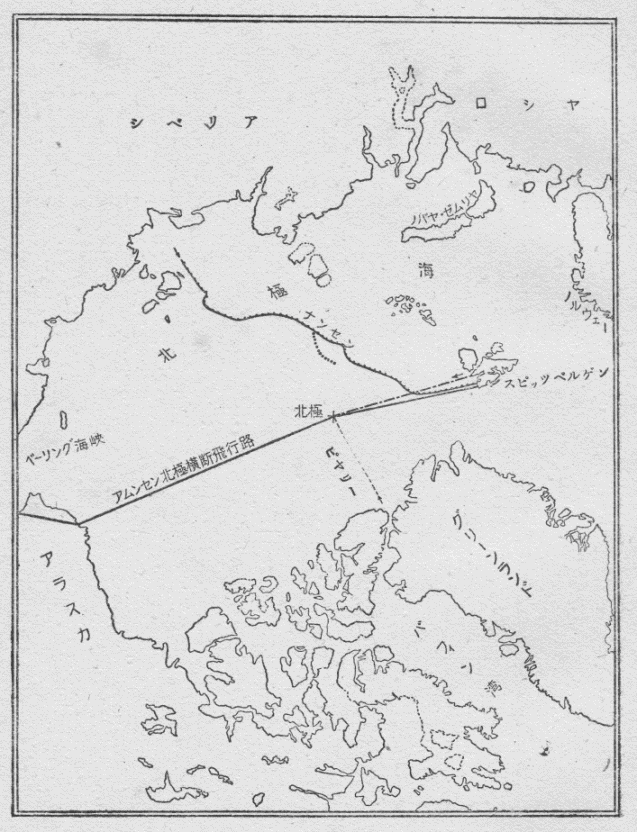 シベリア
ロシヤ
ノバヤ・ゼムリヤ
北極海
ノルウェー
ナンセン
スピッツベルゲン
北極
ベーリング海峡
アムンセン北極横断飛行路
ピヤリー
グリーンランド
アラスカ
バフィン湾